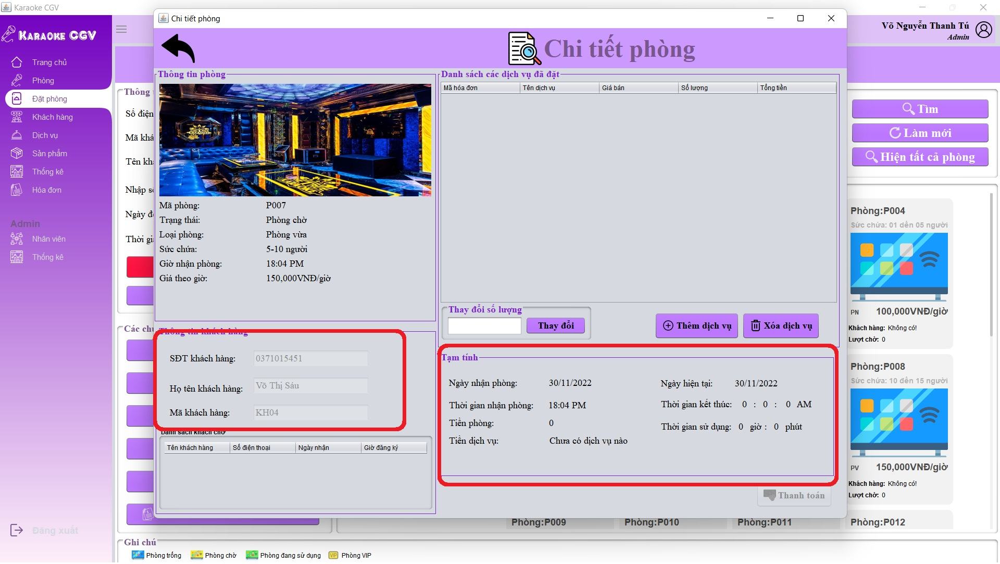 Karaoke CGV
Chi tiết phòng
KARAOKE CGV
Trang chủ
Phòng
Đặt phòng
Khách hàng
Dịch vụ
Sản phẩm
Thống kê
Hóa đơn
Admin
Nhân viên
Thống kê
Đăng xuất
Võ Nguyễn Thanh Tú
Admin
Thông t
Số điện
Mã khá
Tên khá
Nhập số
Ngày đ
Thời gi
Các ch
Chi tiết phòng
Thông tin phòng
THE LIGHT
KARAOKE
Mã phòng: P007
Trạng thái: Phòng chờ
Loại phòng: Phòng vừa
Sức chứa: 5-10 người
Giờ nhận phòng: 18:04 PM
Giá theo giờ: 150,000VNĐ/giờ
Thông tin khách hàng
SĐT khách hàng: 0371015451
Họ tên khách hàng: Võ Thị Sáu
Mã khách hàng: KH04
Danh sách khách chờ
Tên khách hàng Số điện thoại Ngày nhận Giờ đăng ký
Danh sách các dịch vụ đã đặt
Mã hóa đơn Tên dịch vụ Giá bán Số lượng Tổng tiền
Thay đổi số lượng
Thay đổi Thêm dịch vụ Xóa dịch vụ
Tạm tính
Ngày nhận phòng: 30/11/2022 Ngày hiện tại: 30/11/2022
Thời gian nhận phòng: 18:04 PM Thời gian kết thúc: 0 : 0 : 0 AM
Tiền phòng: 0 Thời gian sử dụng: 0 giờ : 0 phút
Tiền dịch vụ: Chưa có dịch vụ nào
Thanh toán
Tìm
Làm mới
Hiện tất cả phòng
Phòng:P004
Sức chứa: 01 đến 05 người
PN 100,000VNĐ/giờ
Khách hàng: Không có!
Lượt chờ: 0
Phòng:P008
Sức chứa: 10 đến 15 người
PV 150,000VNĐ/giờ
Khách hàng: Không có!
Lượt chờ: 0
Phòng:P009 Phòng:P010 Phòng:P011 Phòng:P012
Ghi chú
Phòng trống Phòng chờ Phòng đang sử dụng VIP Phòng VIP